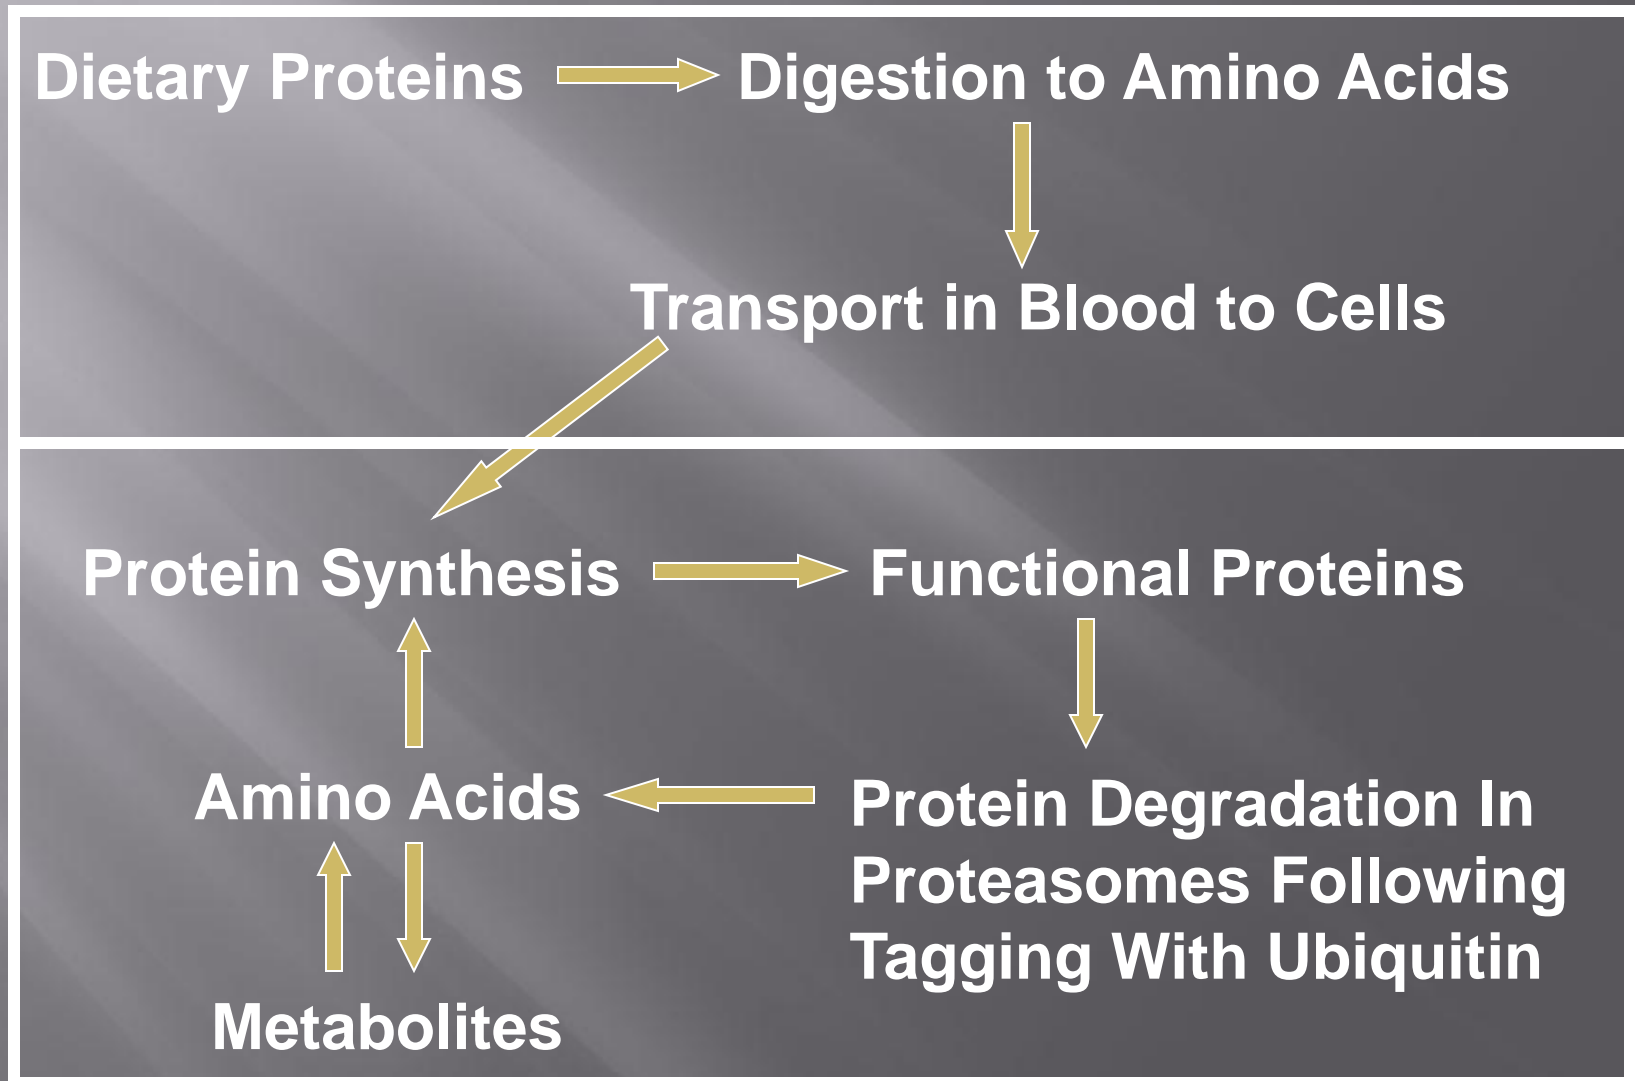 Dietary Proteins
Digestion to Amino Acids
Transport in Blood to Cells
Protein Synthesis
Functional Proteins
Amino Acids
Protein Degradation In
Proteasomes Following
Tagging With Ubiquitin
Metabolites